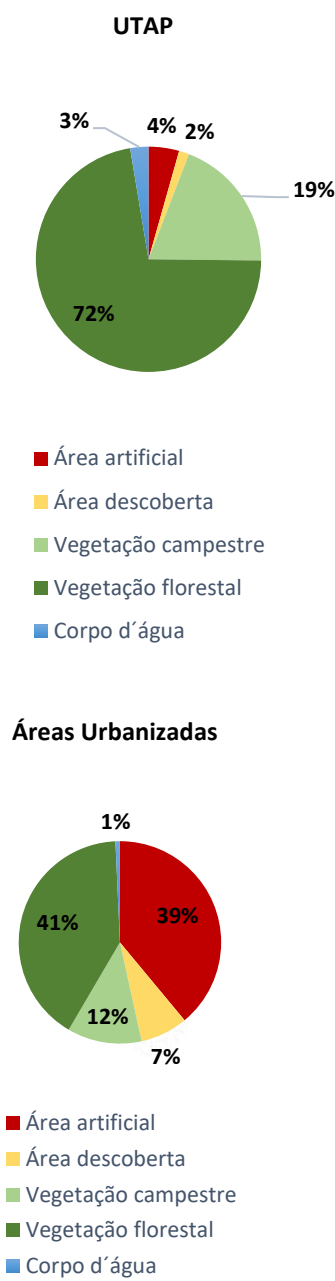 UTAP
3% 4% 2%
19%
72%
Área artificial
Área descoberta
Vegetação campestre
Vegetação florestal
Corpo d´água
Áreas Urbanizadas
1%
41% 39%
12%
7%
Área artificial
Área descoberta
Vegetação campestre
Vegetação florestal
Corpo d´água